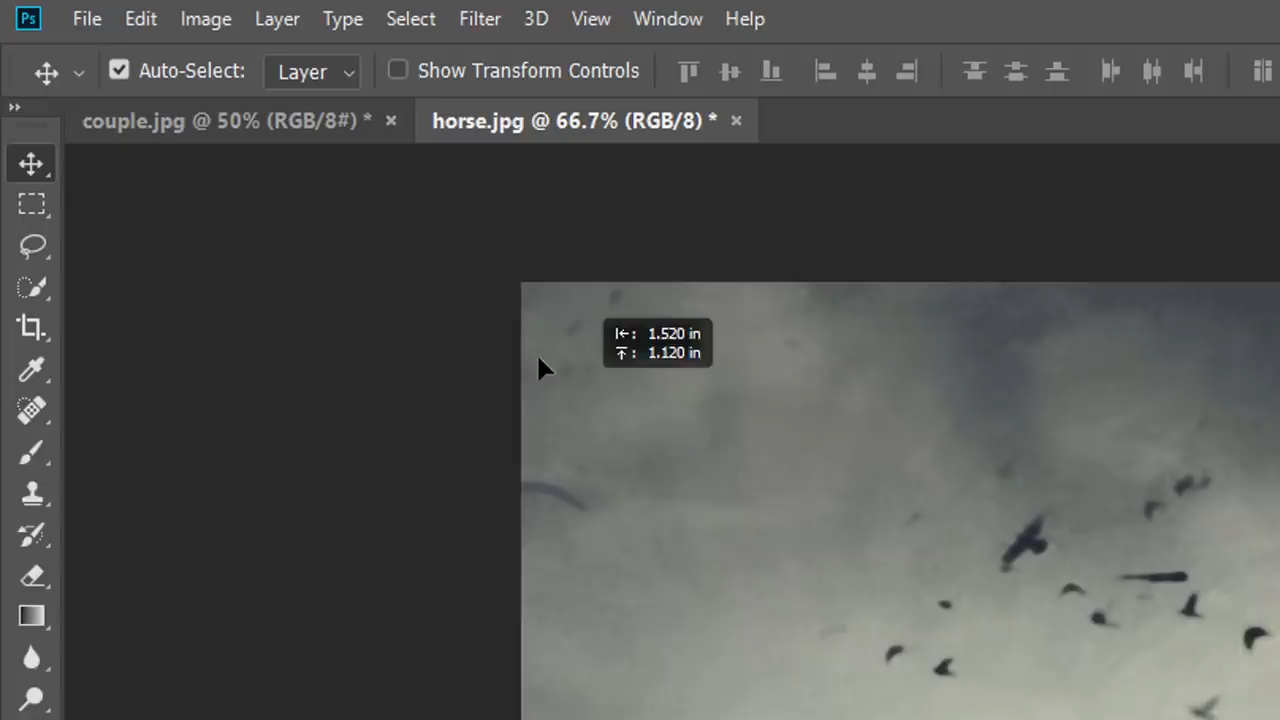 Ps File Edit Image Layer Type Select Filter 3D View Window Help
Auto-Select: Layer Show Transform Controls
couple.jpg @ 50% (RGB/8#) * × horse.jpg @ 66.7% (RGB/8) * ×
: 1.520 in
: 1.120 in